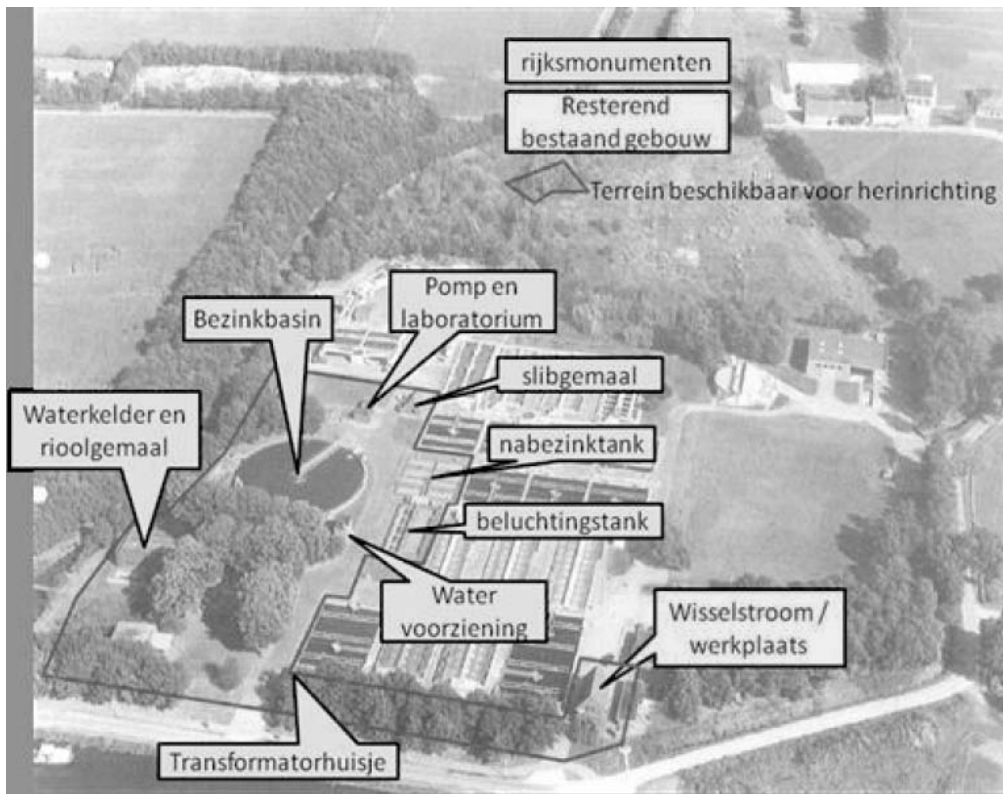 rijksmonumenten
Resterend
bestaand gebouw
Terrein beschikbaar voor herinrichting
Pomp en
laboratorium
Bezinkbasin
slibgemaal
Waterkelder en
rioolgemaal
nabezinktank
beluchtingstank
Water
voorziening
Wisselstroom /
werkplaats
Transformatorhuisje